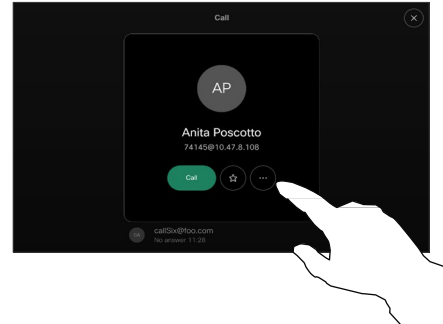 Call
AP
Anita Poscotto
74145@10.47.8.108
Call
callSix@foo.com
No answer 11:28